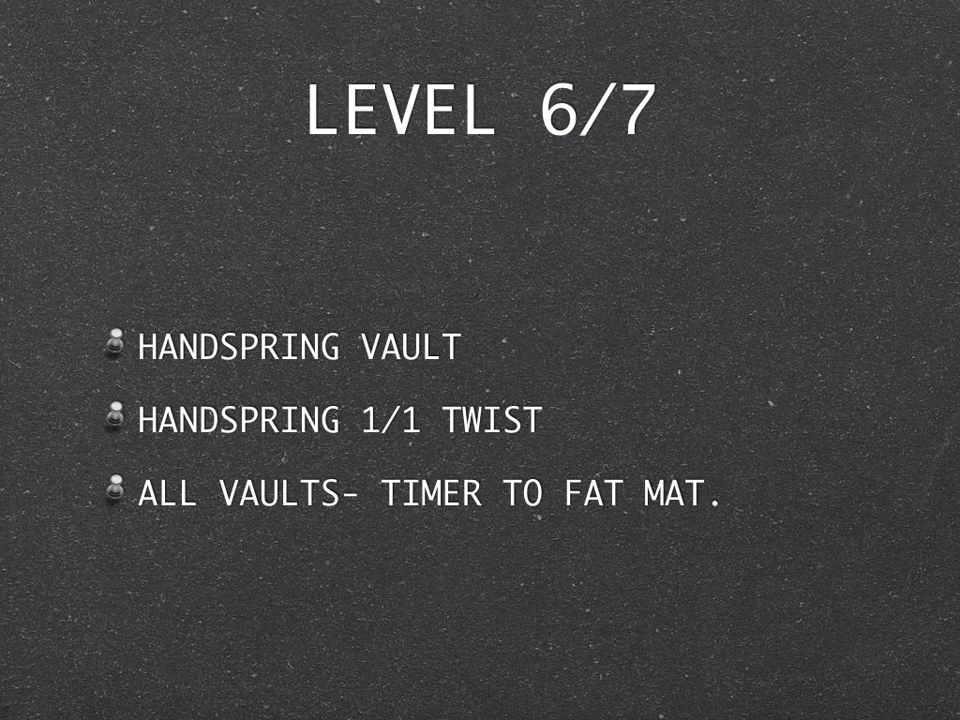 LEVEL 6/7
HANDSPRING VAULT
HANDSPRING 1/1 TWIST
ALL VAULTS- TIMER TO FAT MAT.